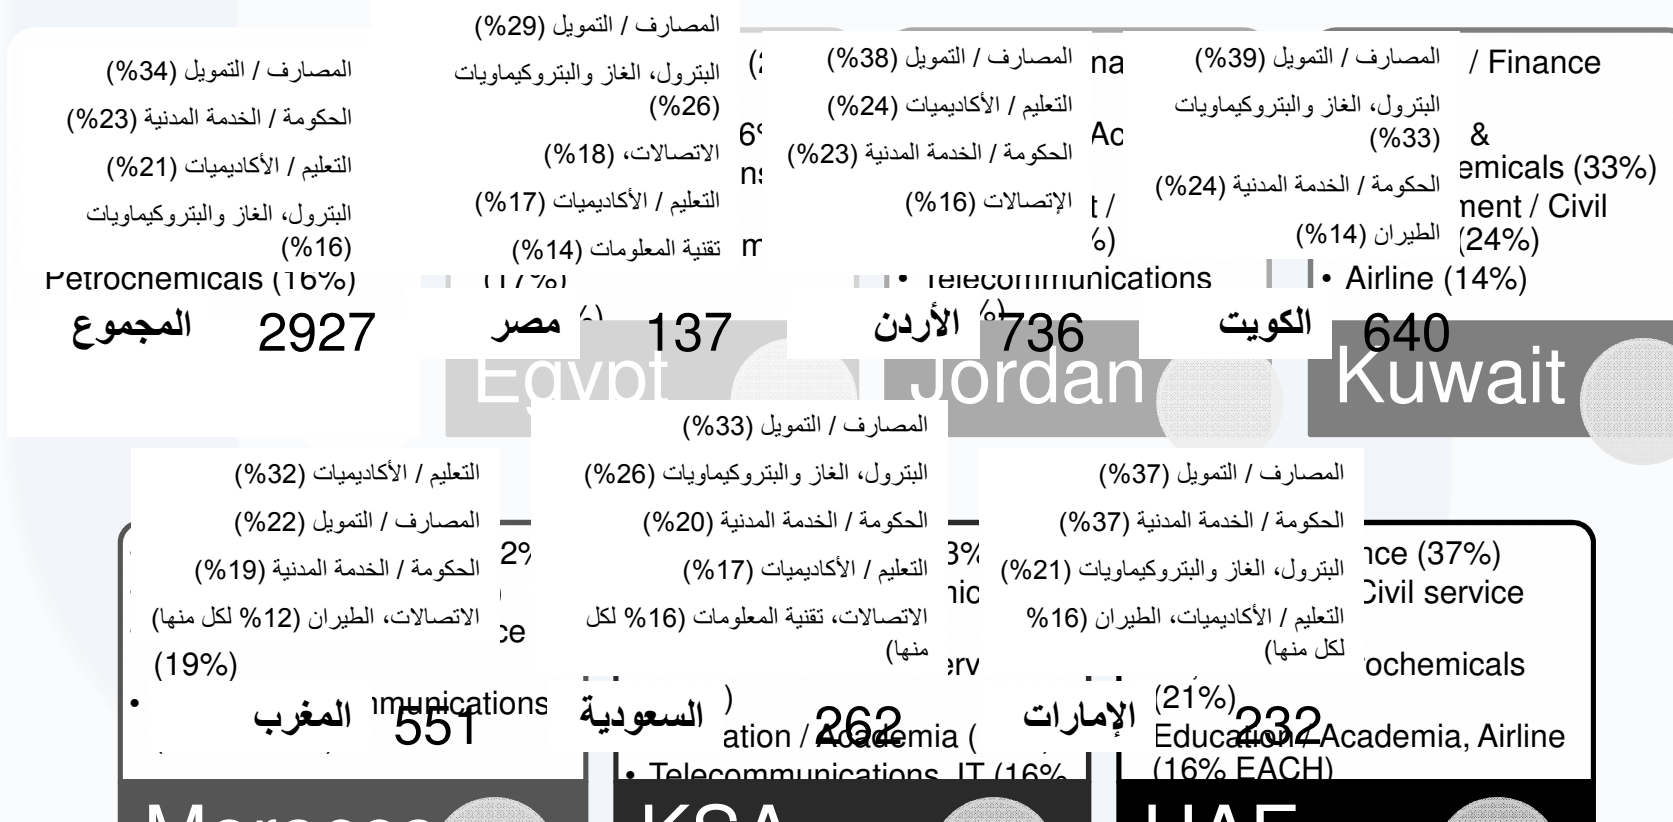 المصارف / التمويل (34%)
الحكومة / الخدمة المدنية (23%)
التعليم / الأكاديميات (21%)
البترول، الغاز والبتروكيماويات
(16%)
Petrochemicals (16%)
المجموع 2927
المصارف / التمويل (29%)
البترول، الغاز والبتروكيماويات
(26%)
الاتصالات، (18%)
التعليم / الأكاديميات (17%)
تقنية المعلومات (14%)
(17%)
مصر 137
Egypt
المصارف / التمويل (38%)
التعليم / الأكاديميات (24%)
الحكومة / الخدمة المدنية (23%)
الإتصالات (16%)
• Telecommunications
الأردن 736
Jordan
المصارف / التمويل (39%)
البترول، الغاز والبتروكيماويات
(33%)
الحكومة / الخدمة المدنية (24%)
الطيران (14%)
/ Finance
&
emicals (33%)
ment / Civil
(24%)
• Airline (14%)
الكويت 640
Kuwait
التعليم / الأكاديميات (32%)
المصارف / التمويل (22%)
الحكومة / الخدمة المدنية (19%)
الاتصالات، الطيران (12% لكل منها)
(19%)
المغرب 551
Morocco
المصارف / التمويل (33%)
البترول، الغاز والبتروكيماويات (26%)
الحكومة / الخدمة المدنية (20%)
التعليم / الأكاديميات (17%)
الاتصالات، تقنية المعلومات (16% لكل
منها)
السعودية 262
ation / Academia (
• Telecommunications, IT (16%
KSA
المصارف / التمويل (37%)
الحكومة / الخدمة المدنية (37%)
البترول، الغاز والبتروكيماويات (21%)
التعليم / الأكاديميات، الطيران (16%
لكل منها)
nce (37%)
Civil service
rochemicals
(21%)
الإمارات 232
Education / Academia, Airline
(16% EACH)
UAE